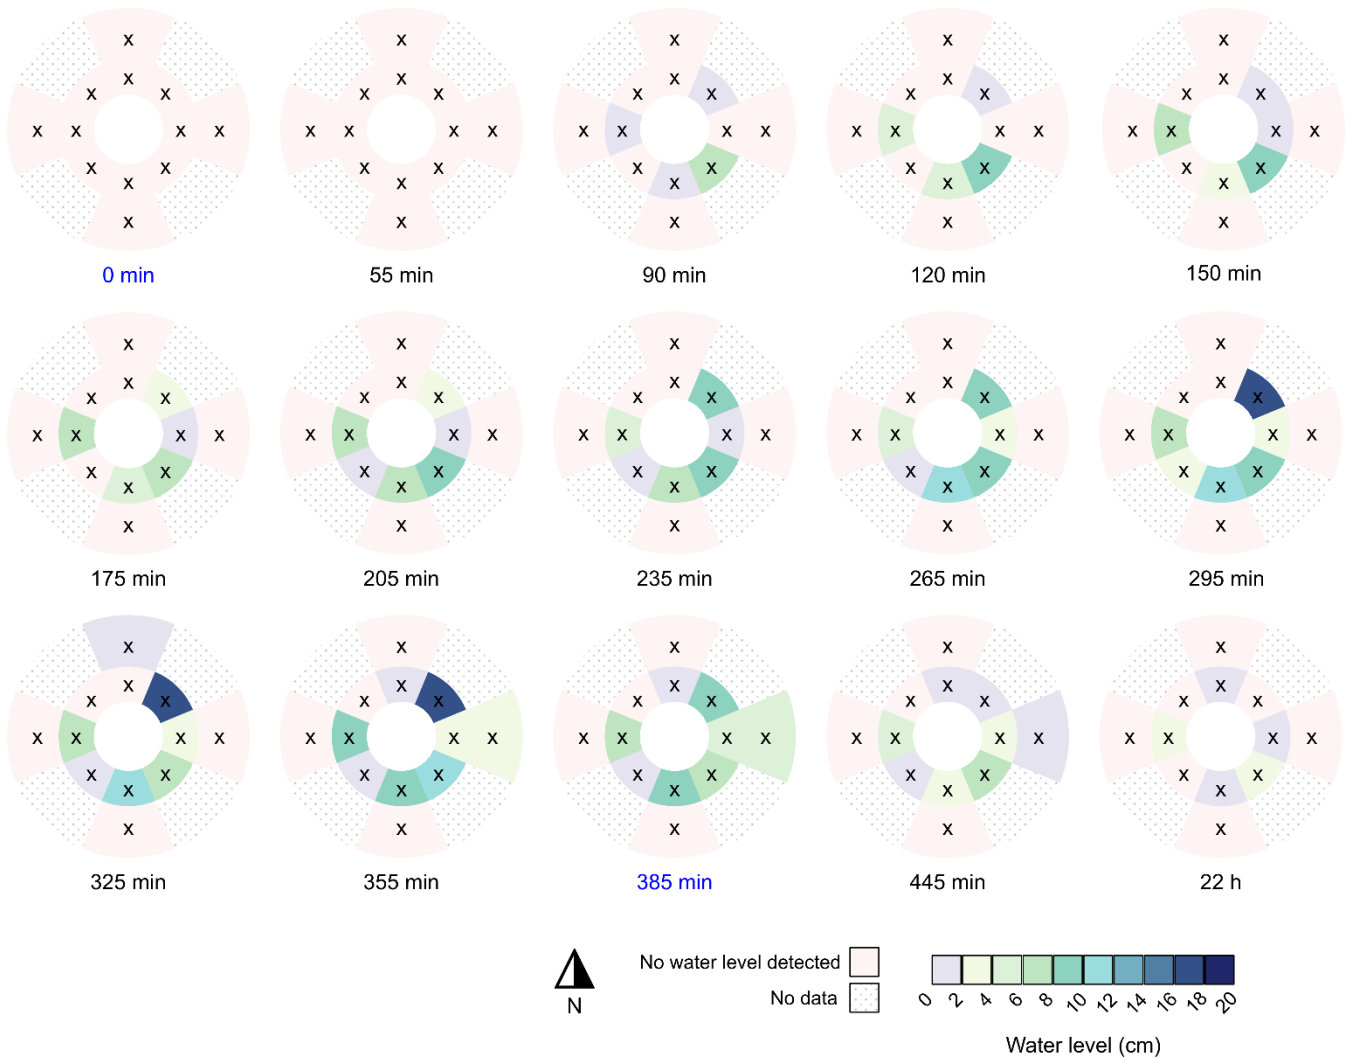 x
x
x x x
x x x x
x x x
x
x
x
x x x
x x x x
x x x
x
x
x
x x x
x x x x
x x x
x
x
x
x x x
x x x x
x x x
x
x
x
x x x
x x x x
x x x
x
0 min 55 min 90 min 120 min 150 min
x
x
x x
x x x x
x x
x
x
x
x
x x
x x x x
x x
x
x
x
x
x x
x x x x
x x
x
x
x
x
x x
x x x x
x x
x
x
x
x
x x
x x x x
x x
x
x
175 min 205 min 235 min 265 min 295 min
x
x
x x
x x x x
x x
x
x
x
x
x x
x x x x
x x
x
x
x
x
x x
x x x x
x x
x
x
x
x
x x
x x x x
x x
x
x
x
x
x x
x x x x
x x
x
x
325 min 355 min 385 min 445 min 22 h
N
No water level detected
No data
0 2 4 6 8 10 12 14 16 18 20
Water level (cm)